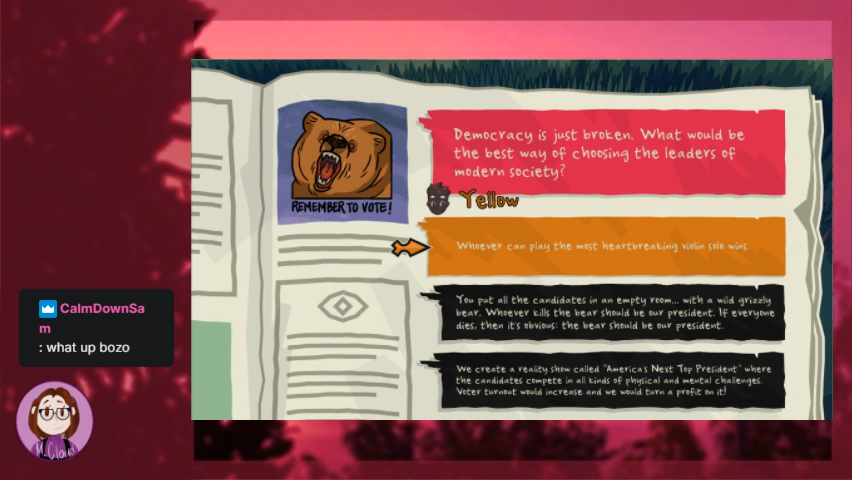 Democracy is just broken. What would be
the best way of choosing the leaders of
modern society?
REMEMBER TO VOTE!
Yellow
Whoever can play the most heartbreaking violin solo wins.
You put all the candidates in an empty room... with a wild grizzly
bear. Whoever kills the bear should be our president. If everyone
dies, then it's obvious: the bear should be our president.
We create a reality show called "America's Next Top President" where
the candidates compete in all kinds of physical and mental challenges.
Voter turnout would increase and we would turn a profit on it!
CalmDownSa
m
: what up bozo